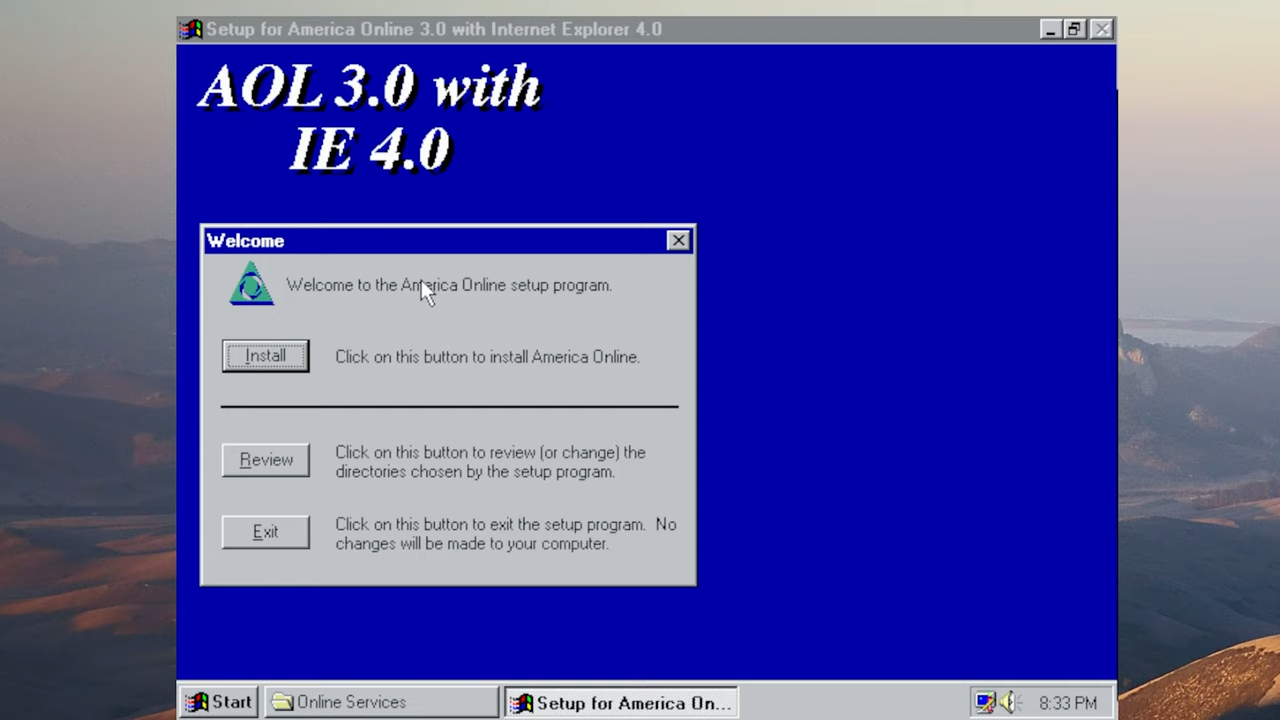 Setup for America Online 3.0 with Internet Explorer 4.0
AOL 3.0 with
IE 4.0
Welcome
Welcome to the America Online setup program.
Install
Click on this button to install America Online.
Review
Click on this button to review (or change) the
directories chosen by the setup program.
Exit
Click on this button to exit the setup program. No
changes will be made to your computer.
Start
Online Services
Setup for America On...
8:33 PM